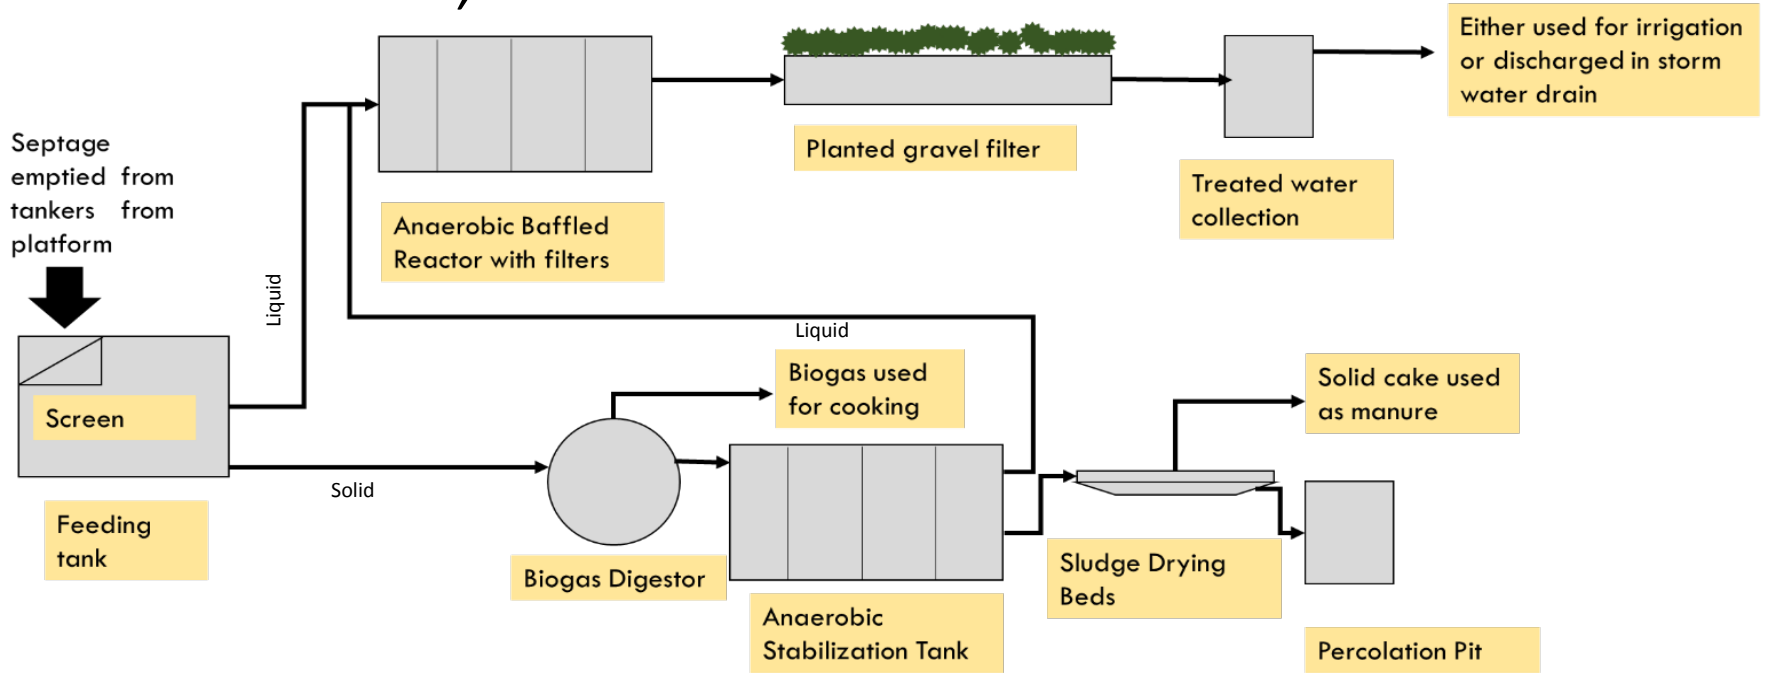 Either used for irrigation
or discharged in storm
water drain
Planted gravel filter
Treated water
collection
Septage
emptied from
tankers from
platform
Anaerobic Baffled
Reactor with filters
Liquid
Liquid
Screen
Biogas used
for cooking
Solid cake used
as manure
Solid
Feeding
tank
Biogas Digestor
Anaerobic
Stabilization Tank
Sludge Drying
Beds
Percolation Pit